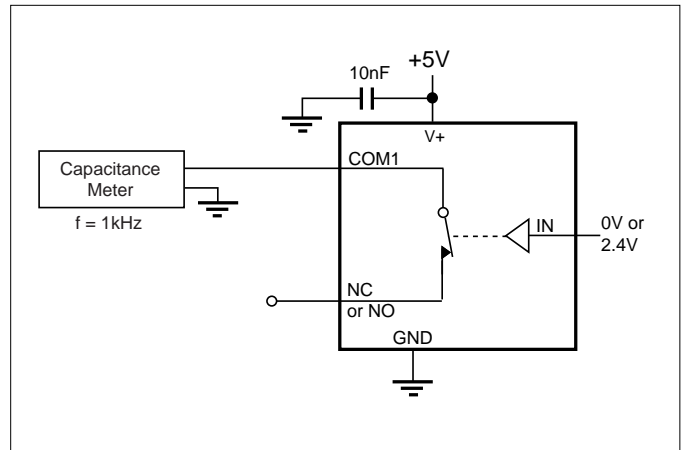 +5V
10nF
V+
COM1
Capacitance
Meter
f = 1kHz
IN
0V or
2.4V
NC
or NO
GND